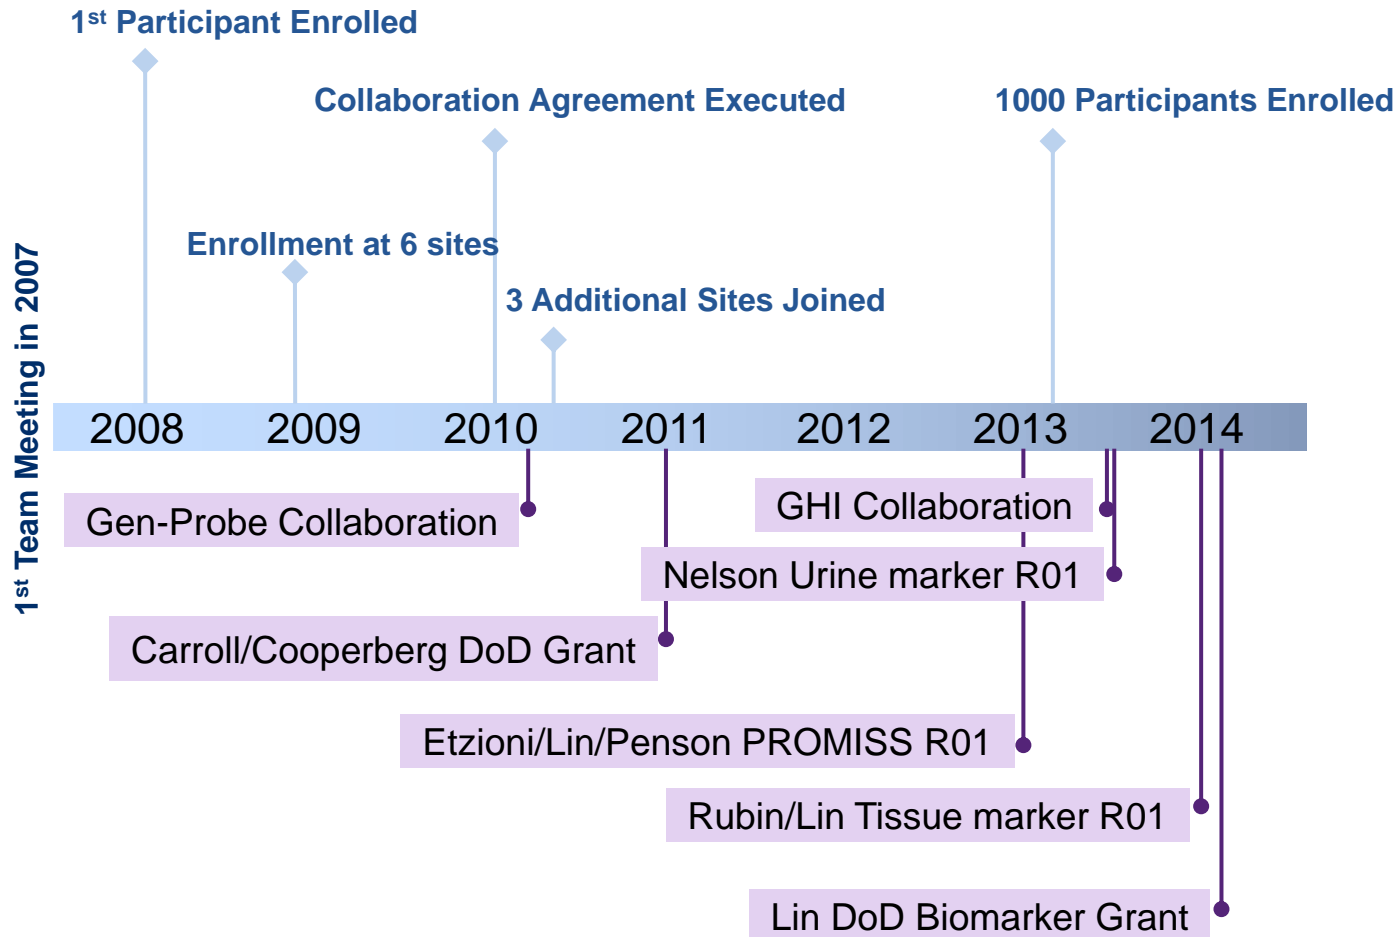 1st Participant Enrolled
Collaboration Agreement Executed
1000 Participants Enrolled
Enrollment at 6 sites
3 Additional Sites Joined
1st Team Meeting in 2007
2008 2009 2010 2011 2012 2013 2014
Gen-Probe Collaboration
GHI Collaboration
Nelson Urine marker R01
Carroll/Cooperberg DoD Grant
Etzioni/Lin/Penson PROMISS R01
Rubin/Lin Tissue marker R01
Lin DoD Biomarker Grant